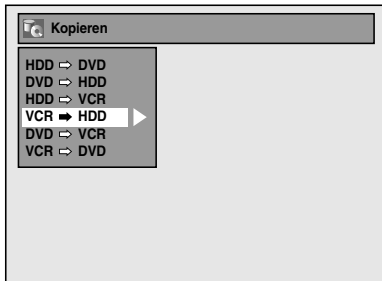 Kopieren
HDD ⇨ DVD
DVD ⇨ HDD
HDD ⇨ VCR
VCR ➡ HDD
DVD ⇨ VCR
VCR ⇨ DVD